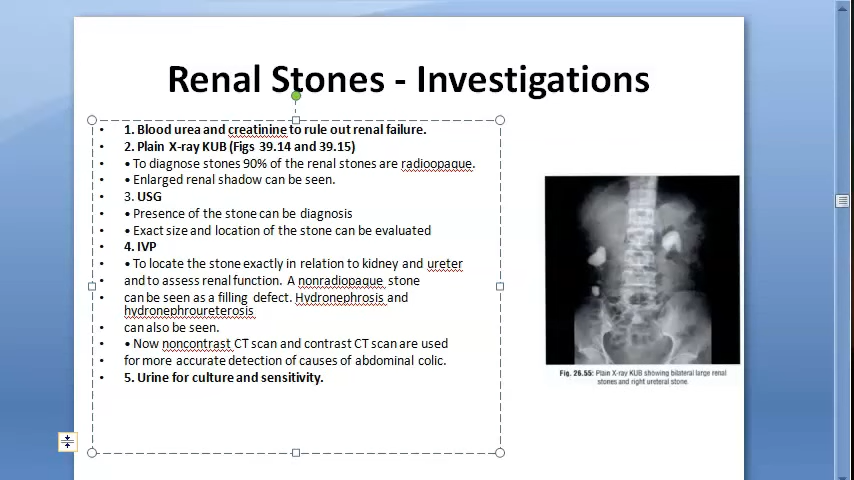 Renal Stones - Investigations
• 1. Blood urea and creatinine to rule out renal failure.
• 2. Plain X-ray KUB (Figs 39.14 and 39.15)
• • To diagnose stones 90% of the renal stones are radioopaque.
• • Enlarged renal shadow can be seen.
• 3. USG
• • Presence of the stone can be diagnosis
• • Exact size and location of the stone can be evaluated
• 4. IVP
• • To locate the stone exactly in relation to kidney and ureter
• and to assess renal function. A nonradiopaque stone
• can be seen as a filling defect. Hydronephrosis and
hydronephroureterosis
• can also be seen.
• • Now noncontrast CT scan and contrast CT scan are used
• for more accurate detection of causes of abdominal colic.
• 5. Urine for culture and sensitivity.
Fig. 26.55: Plain X-ray KUB showing bilateral large renal
stones and right ureteral stone.